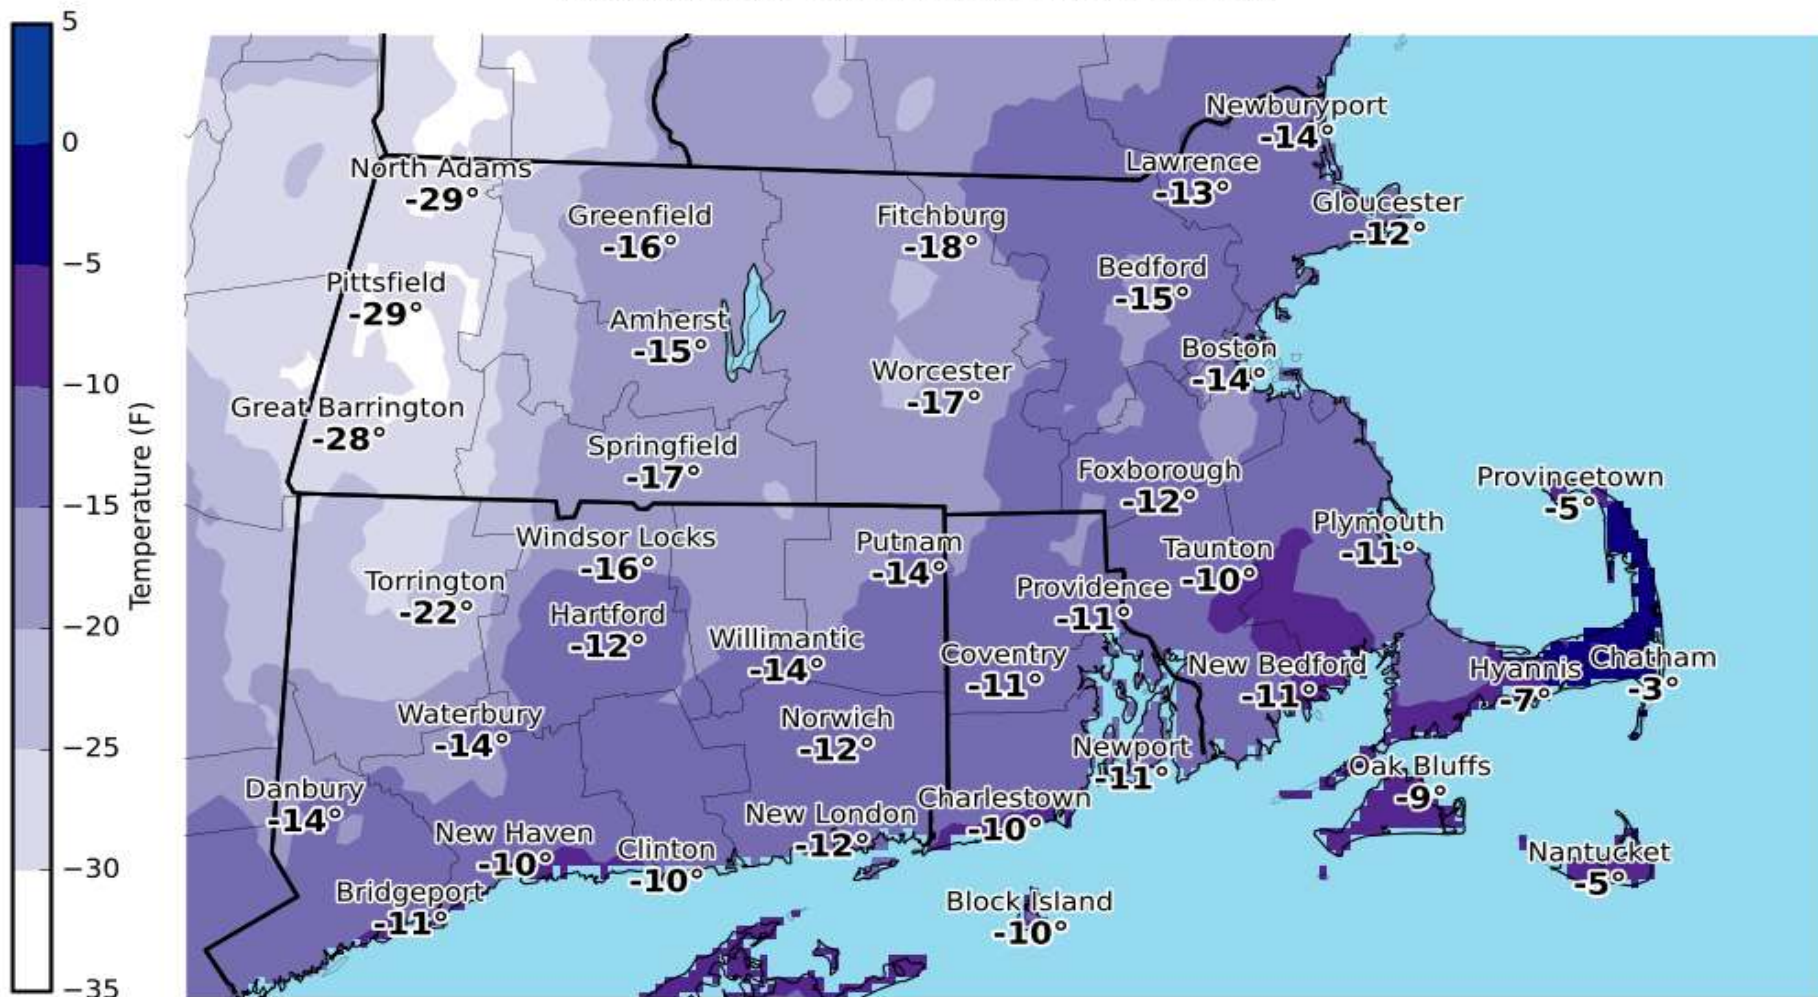 5
0
−5
−10
−15
−20
−25
−30
−35
Temperature (F)
Newburyport
-14°
Lawrence
-13°
North Adams
-29°
Gloucester
-12°
Greenfield
-16°
Fitchburg
-18°
Bedford
-15°
Pittsfield
-29°
Amherst
-15°
Boston
-14°
Worcester
-17°
Great Barrington
-28°
Springfield
-17°
Foxborough
-12°
Provincetown
-5°
Plymouth
-11°
Windsor Locks
-16°
Putnam
-14°
Taunton
-10°
Torrington
-22°
Providence
-11°
Hartford
-12°
Willimantic
-14°
Coventry
-11°
New Bedford
-11°
Hyannis
-7°
Chatham
-3°
Waterbury
-14°
Norwich
-12°
Newport
-11°
Oak Bluffs
-9°
Danbury
-14°
Charlestown
-10°
New London
-12°
New Haven
-10°
Clinton
-10°
Nantucket
-5°
Bridgeport
-11°
Block Island
-10°